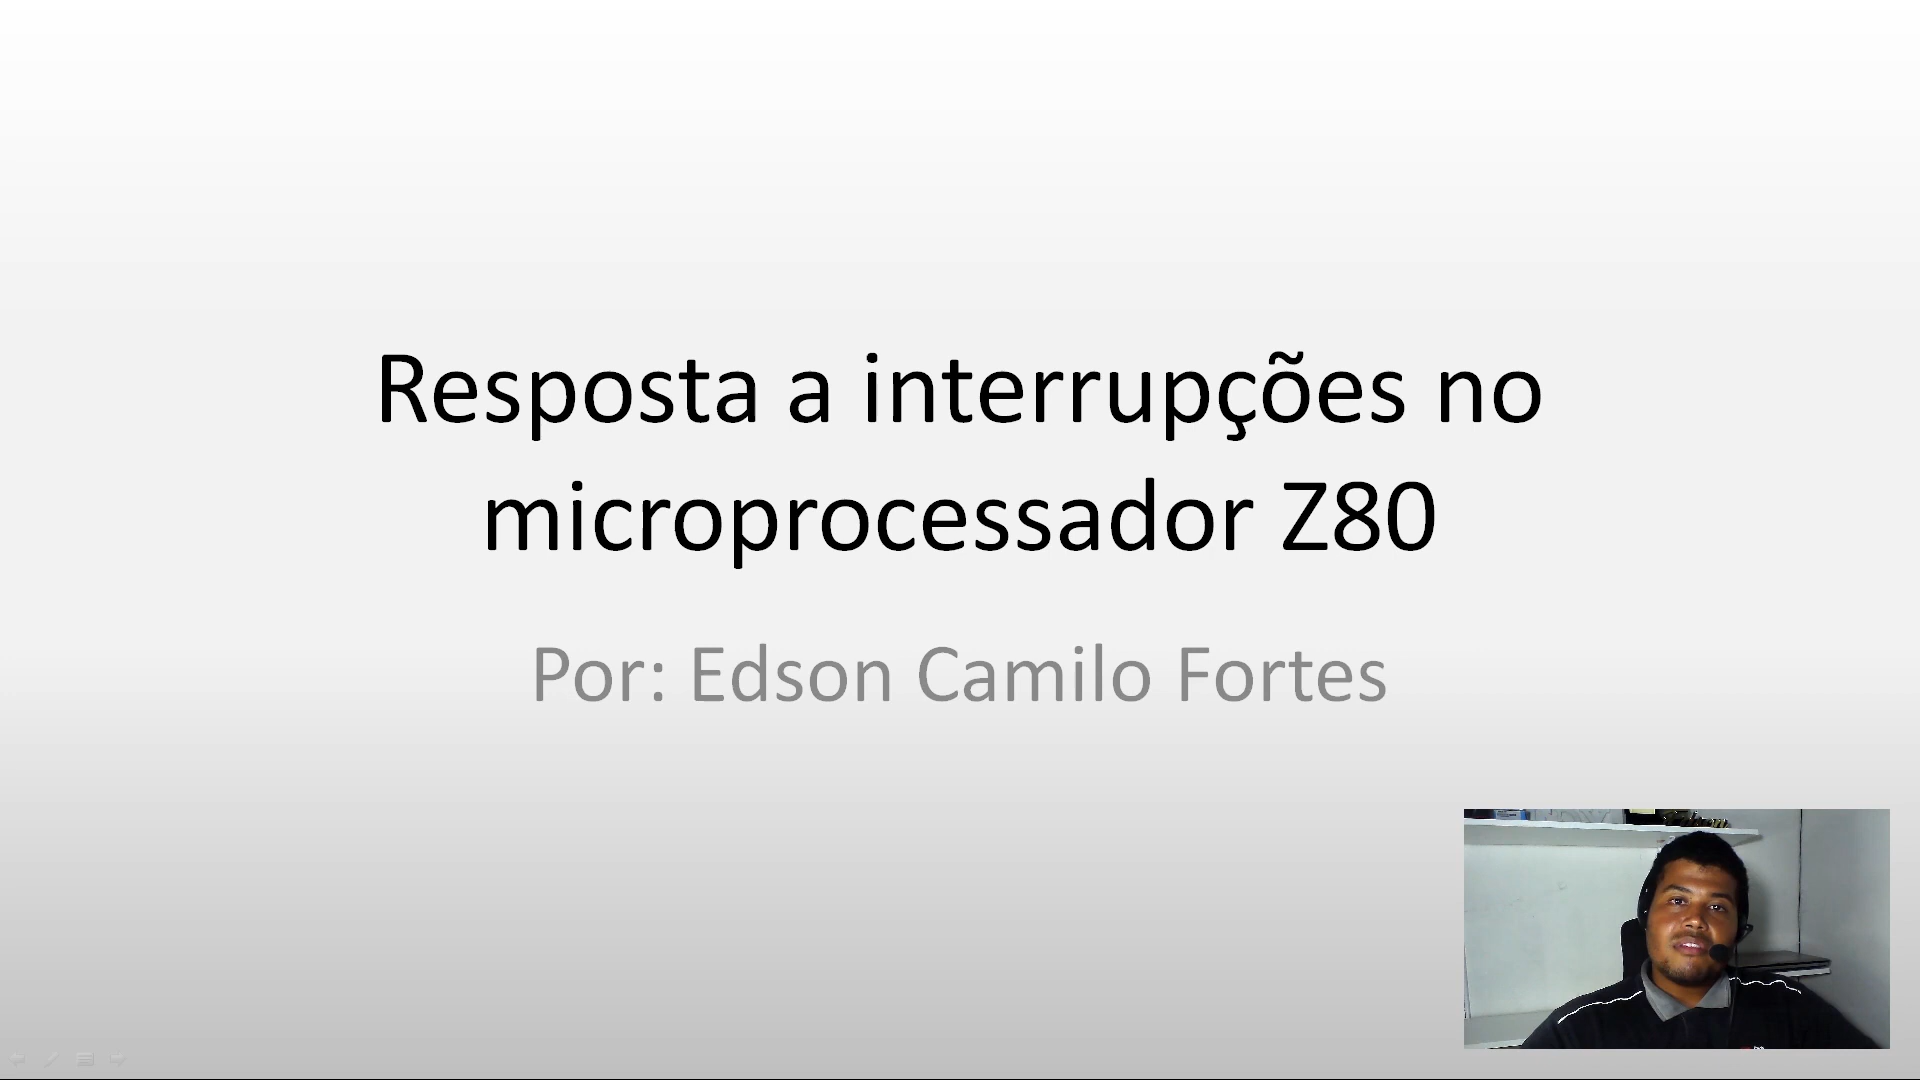 Resposta a interrupções no
microprocessador Z80
Por: Edson Camilo Fortes